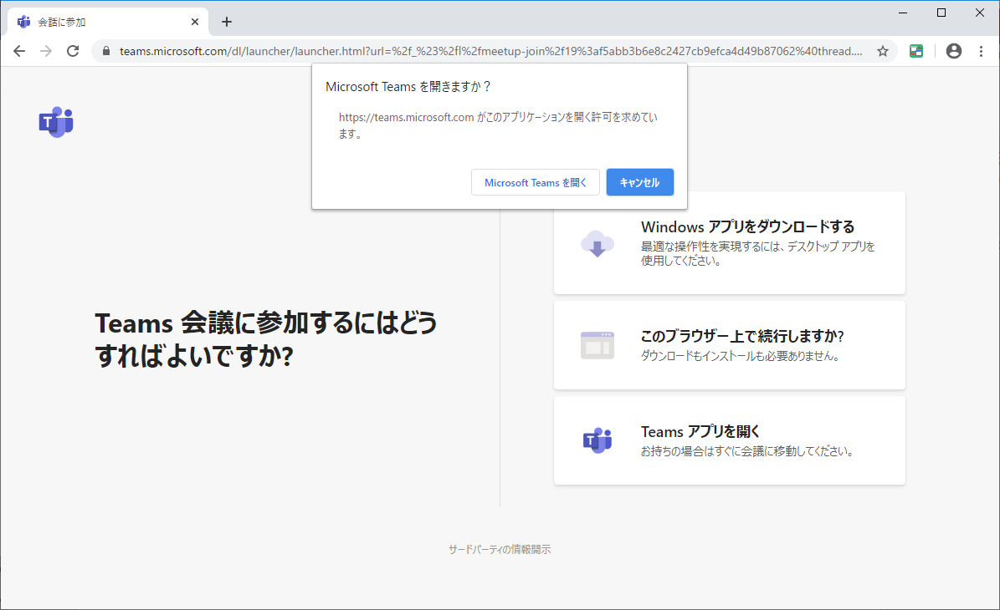 会話に参加
teams.microsoft.com/dl/launcher/launcher.html?url=%2f_%23%2fl%2fmeetup-join%2f19%3af5abb3b6e8c2427cb9efca4d49b87062%40thread....
Microsoft Teams を開きますか？
https://teams.microsoft.com がこのアプリケーションを開く許可を求めてい
ます。
Microsoft Teams を開く
キャンセル
T
Teams 会議に参加するにはどう
すればよいですか?
Windows アプリをダウンロードする
最適な操作性を実現するには、デスクトップ アプリを
使用してください。
このブラウザー上で続行しますか?
ダウンロードもインストールも必要ありません。
T
Teams アプリを開く
お持ちの場合はすぐに会議に移動してください。
サードパーティの情報開示